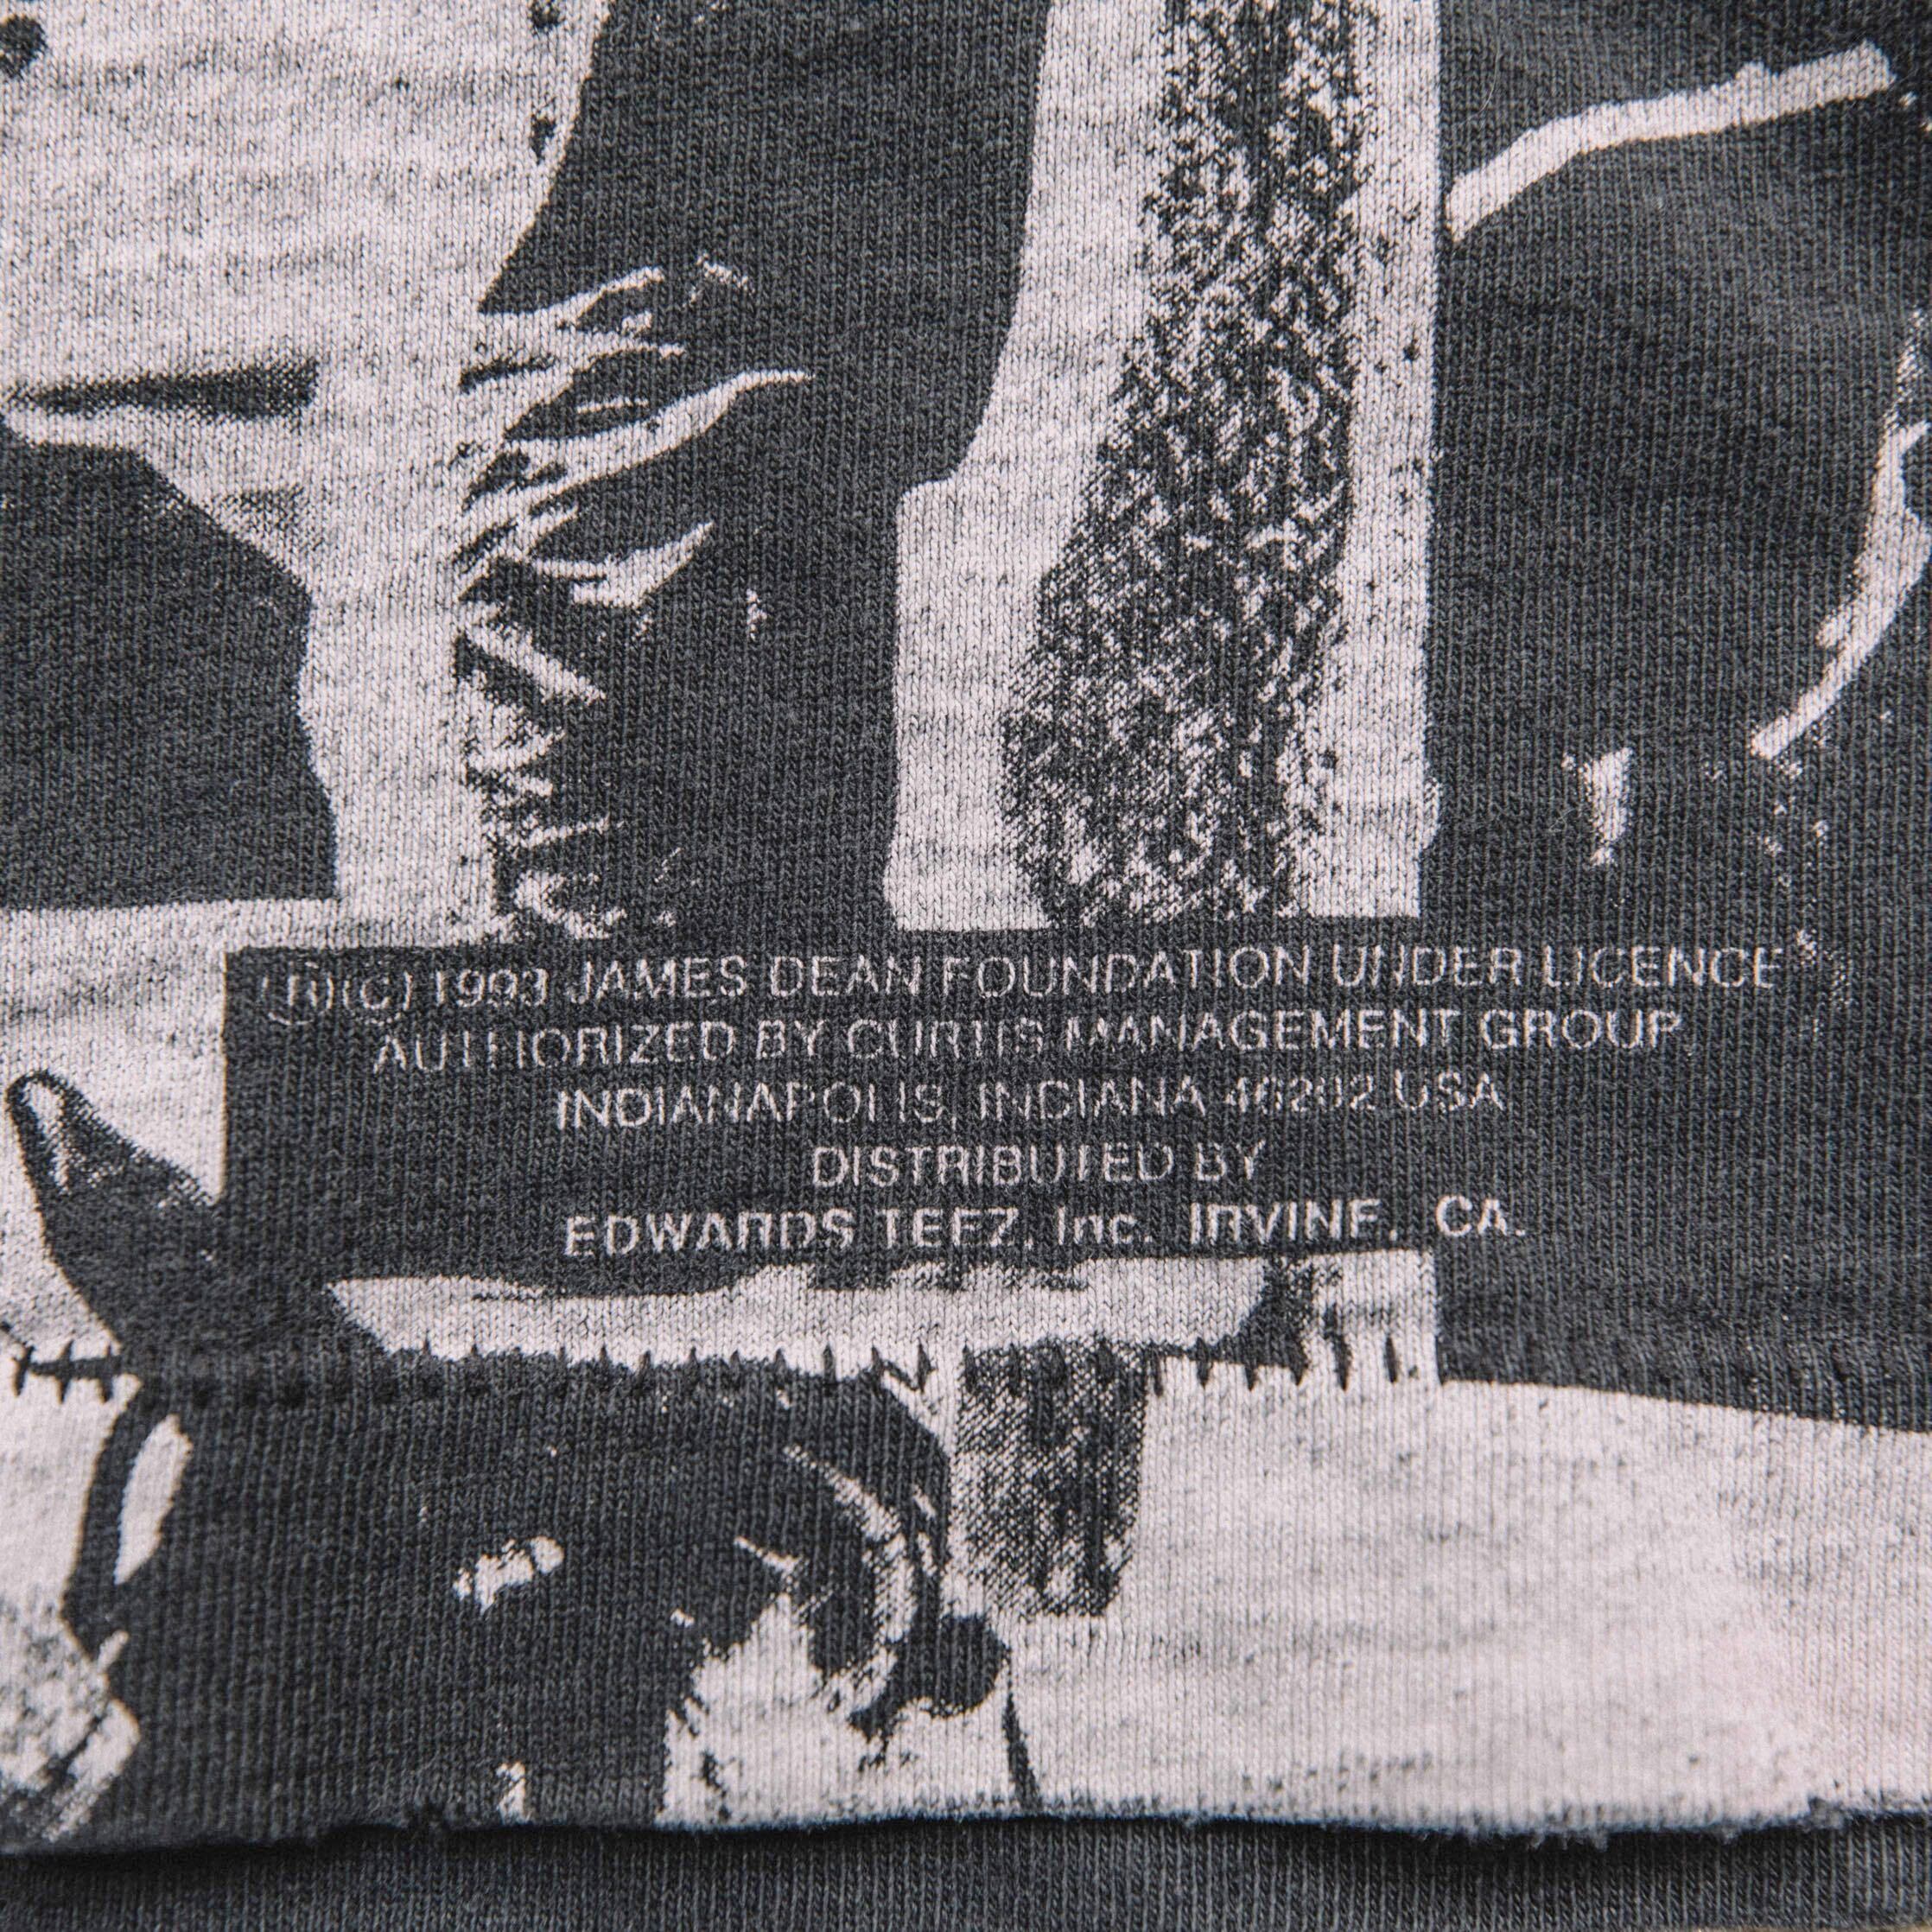 (R)(C) 1993 JAMES DEAN FOUNDATION UNDER LICENCE
AUTHORIZED BY CURTIS MANAGEMENT GROUP,
INDIANAPOLIS, INDIANA 46202 USA
DISTRIBUTED BY
EDWARDS TEEZ, Inc. IRVINE, CA.